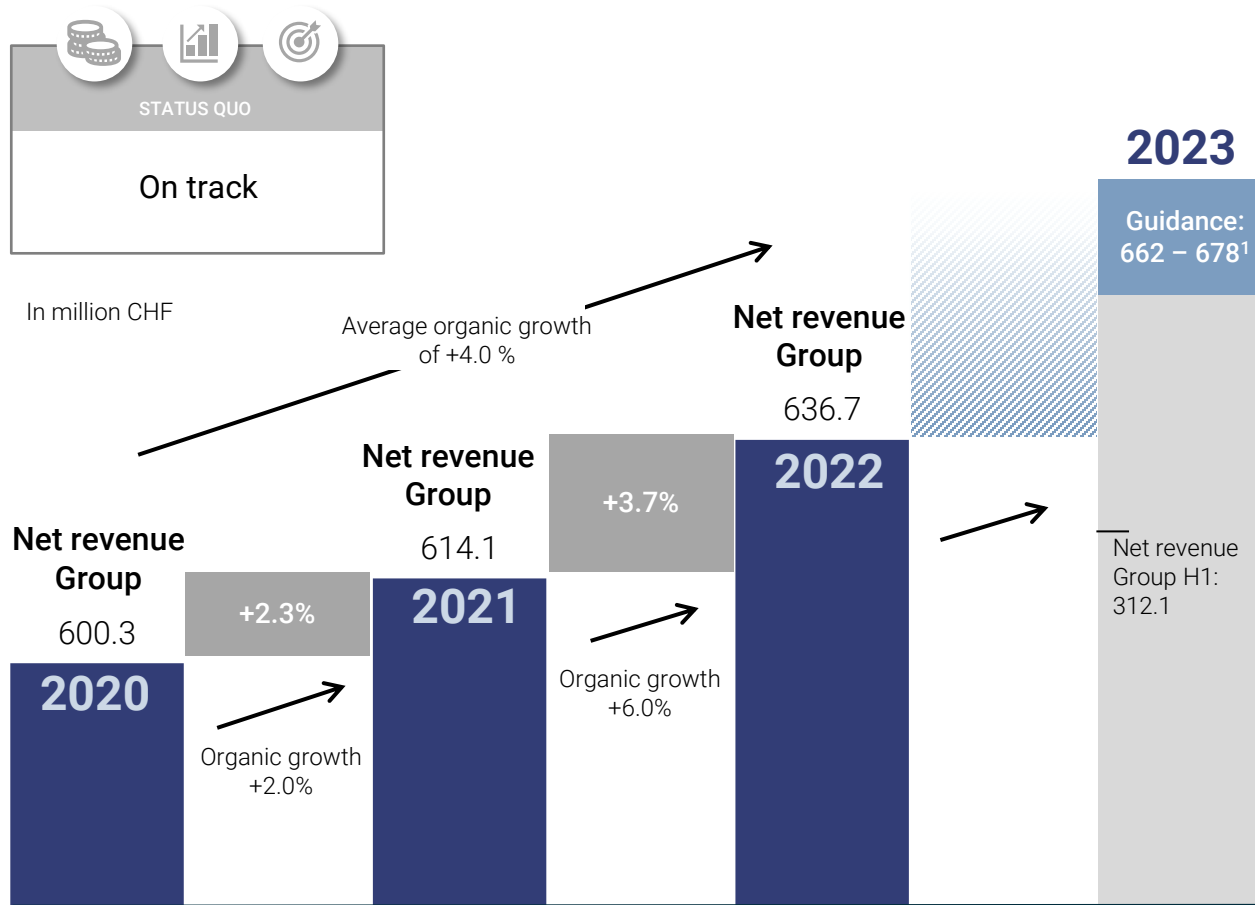 STATUS QUO
On track
In million CHF
Average organic growth
of +4.0 %
Net revenue
Group
600.3
2020
+2.3%
Organic growth
+2.0%
Net revenue
Group
614.1
2021
+3.7%
Organic growth
+6.0%
Net revenue
Group
636.7
2022
2023
Guidance:
662 – 678¹
Net revenue
Group H1:
312.1